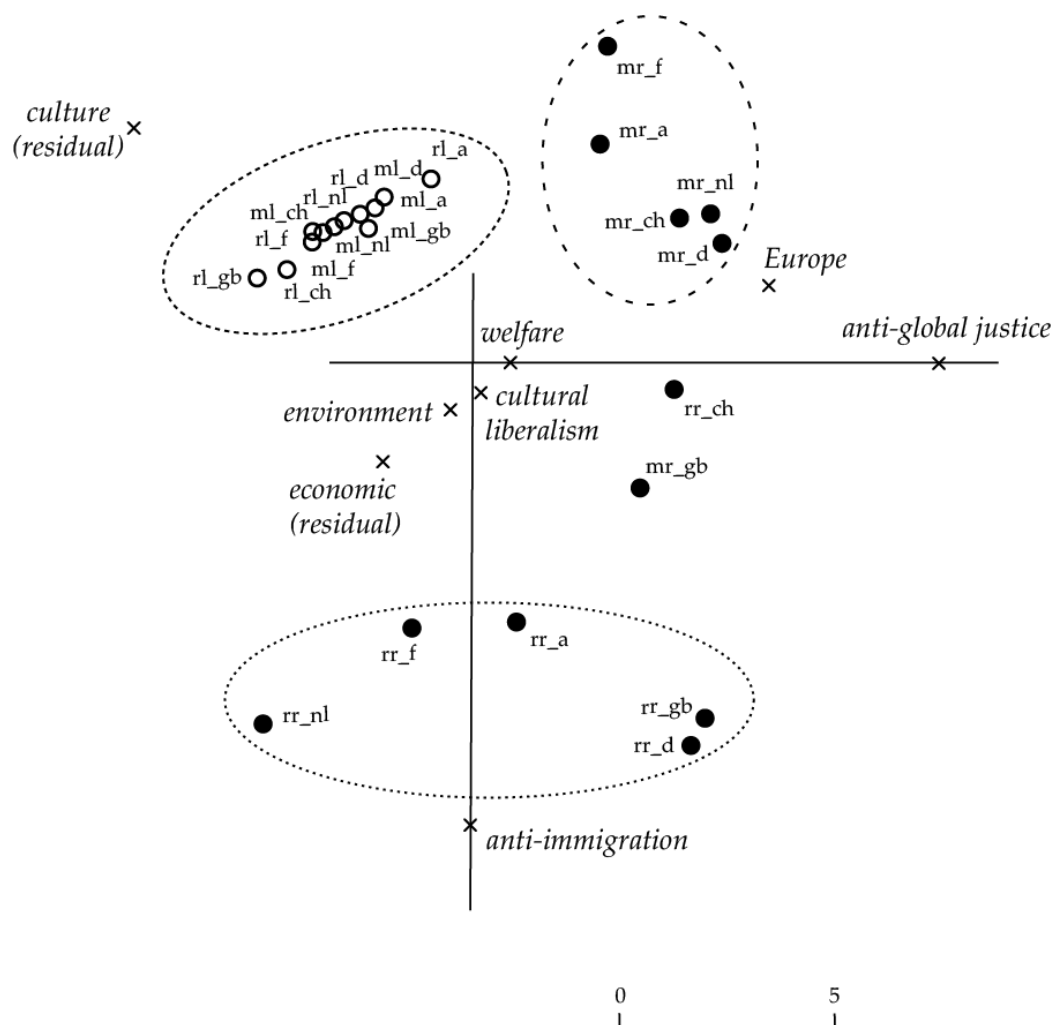 mr_f
culture
(residual)
mr_a
rl_a
ml_d
rl_d
mr_nl
rl_nl
ml_a
ml_ch
mr_ch
ml_gb
rl_f
ml_nl
mr_d
Europe
ml_f
rl_gb
rl_ch
welfare
anti-global justice
cultural
liberalism
environment
rr_ch
mr_gb
economic
(residual)
rr_a
rr_f
rr_gb
rr_nl
rr_d
anti-immigration
0 5